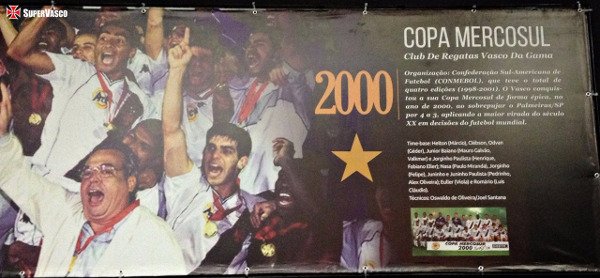 SUPERVASCO
COPA MERCOSUL
Club De Regatas Vasco Da Gama
2000
Organização: Confederação Sul-Americana de
Futebol (CONMEBOL), que teve o total de
quatro edições (1998-2001). O Vasco conquis-
tou a sua Copa Mercosul de forma épica, no
ano de 2000, ao sobrepujar o Palmeiras/SP
por 4 a 3, aplicando a maior virada do século
XX em decisões do futebol mundial.
Time-base: Helton (Márcio), Clébson, Odvan
(Géder), Junior Baiano (Mauro Galvão,
Valkmar) e Jorginho Paulista (Henrique,
Fabiano Eller); Nasa (Paulo Miranda), Jorginho
(Felipe), Juninho e Juninho Paulista (Pedrinho,
Alex Oliveira); Euller (Viola) e Romário (Luis
Cláudio).
Técnicos: Oswaldo de Oliveira/Joel Santana
COPA MERCOSUL
2000